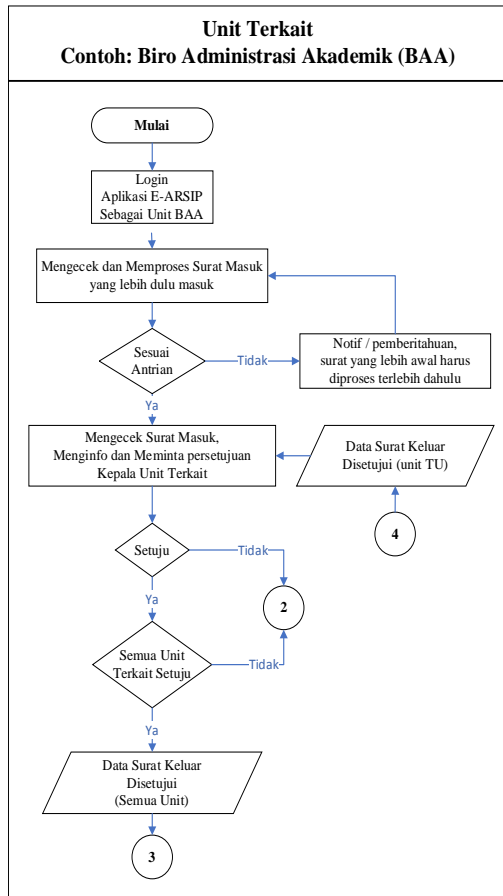 Unit Terkait
Contoh: Biro Administrasi Akademik (BAA)
Mulai
Login
Aplikasi E-ARSIP
Sebagai Unit BAA
Mengecek dan Memproses Surat Masuk
yang lebih dulu masuk
Sesuai
Antrian
Tidak
Notif / pemberitahuan,
surat yang lebih awal harus
diproses terlebih dahulu
Ya
Mengecek Surat Masuk,
Menginfo dan Meminta persetujuan
Kepala Unit Terkait
Data Surat Keluar
Disetujui (unit TU)
4
Setuju
Tidak
2
Ya
Semua Unit
Terkait Setuju
Tidak
Ya
Data Surat Keluar
Disetujui
(Semua Unit)
3